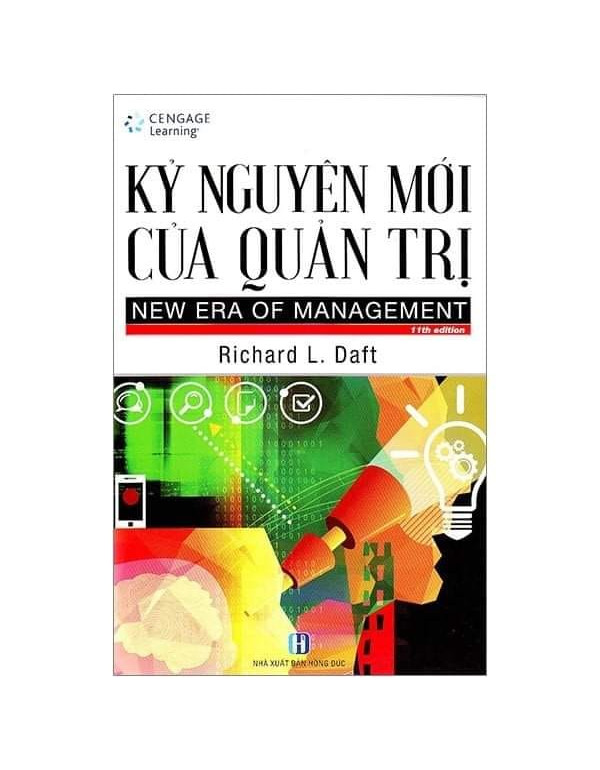 CENGAGE
Learning®
KỶ NGUYÊN MỚI
CỦA QUẢN TRỊ
NEW ERA OF MANAGEMENT
11th edition
Richard L. Daft
NHÀ XUẤT BẢN HỒNG ĐỨC